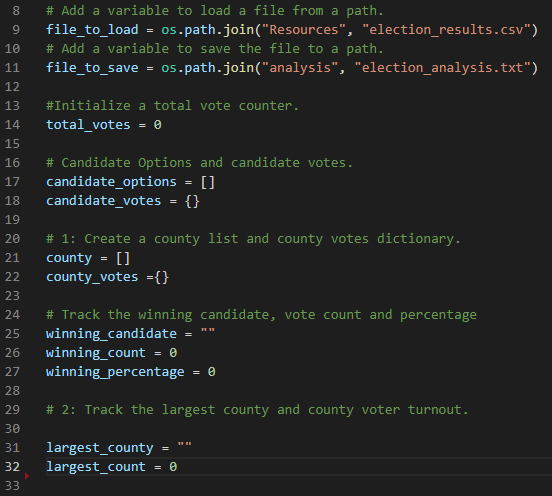 8 # Add a variable to load a file from a path.
9 file_to_load = os.path.join("Resources", "election_results.csv")
10 # Add a variable to save the file to a path.
11 file_to_save = os.path.join("analysis", "election_analysis.txt")
12
13 #Initialize a total vote counter.
14 total_votes = 0
15
16 # Candidate Options and candidate votes.
17 candidate_options = []
18 candidate_votes = {}
19
20 # 1: Create a county list and county votes dictionary.
21 county = []
22 county_votes ={}
23
24 # Track the winning candidate, vote count and percentage
25 winning_candidate = ""
26 winning_count = 0
27 winning_percentage = 0
28
29 # 2: Track the largest county and county voter turnout.
30
31 largest_county = ""
32 largest_count = 0
33